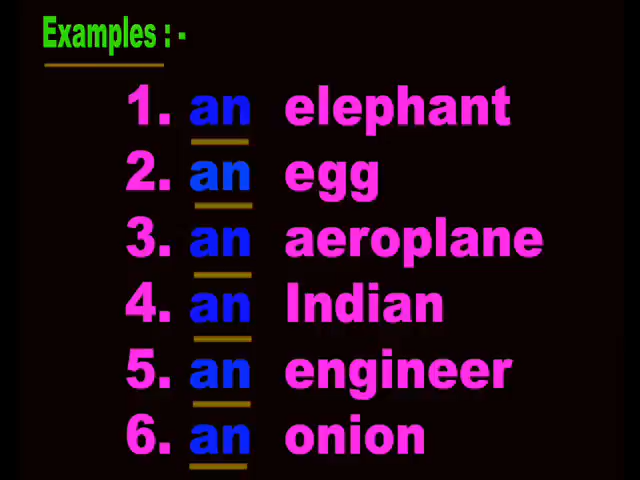 Examples : -
1. an elephant
2. an egg
3. an aeroplane
4. an Indian
5. an engineer
6. an onion